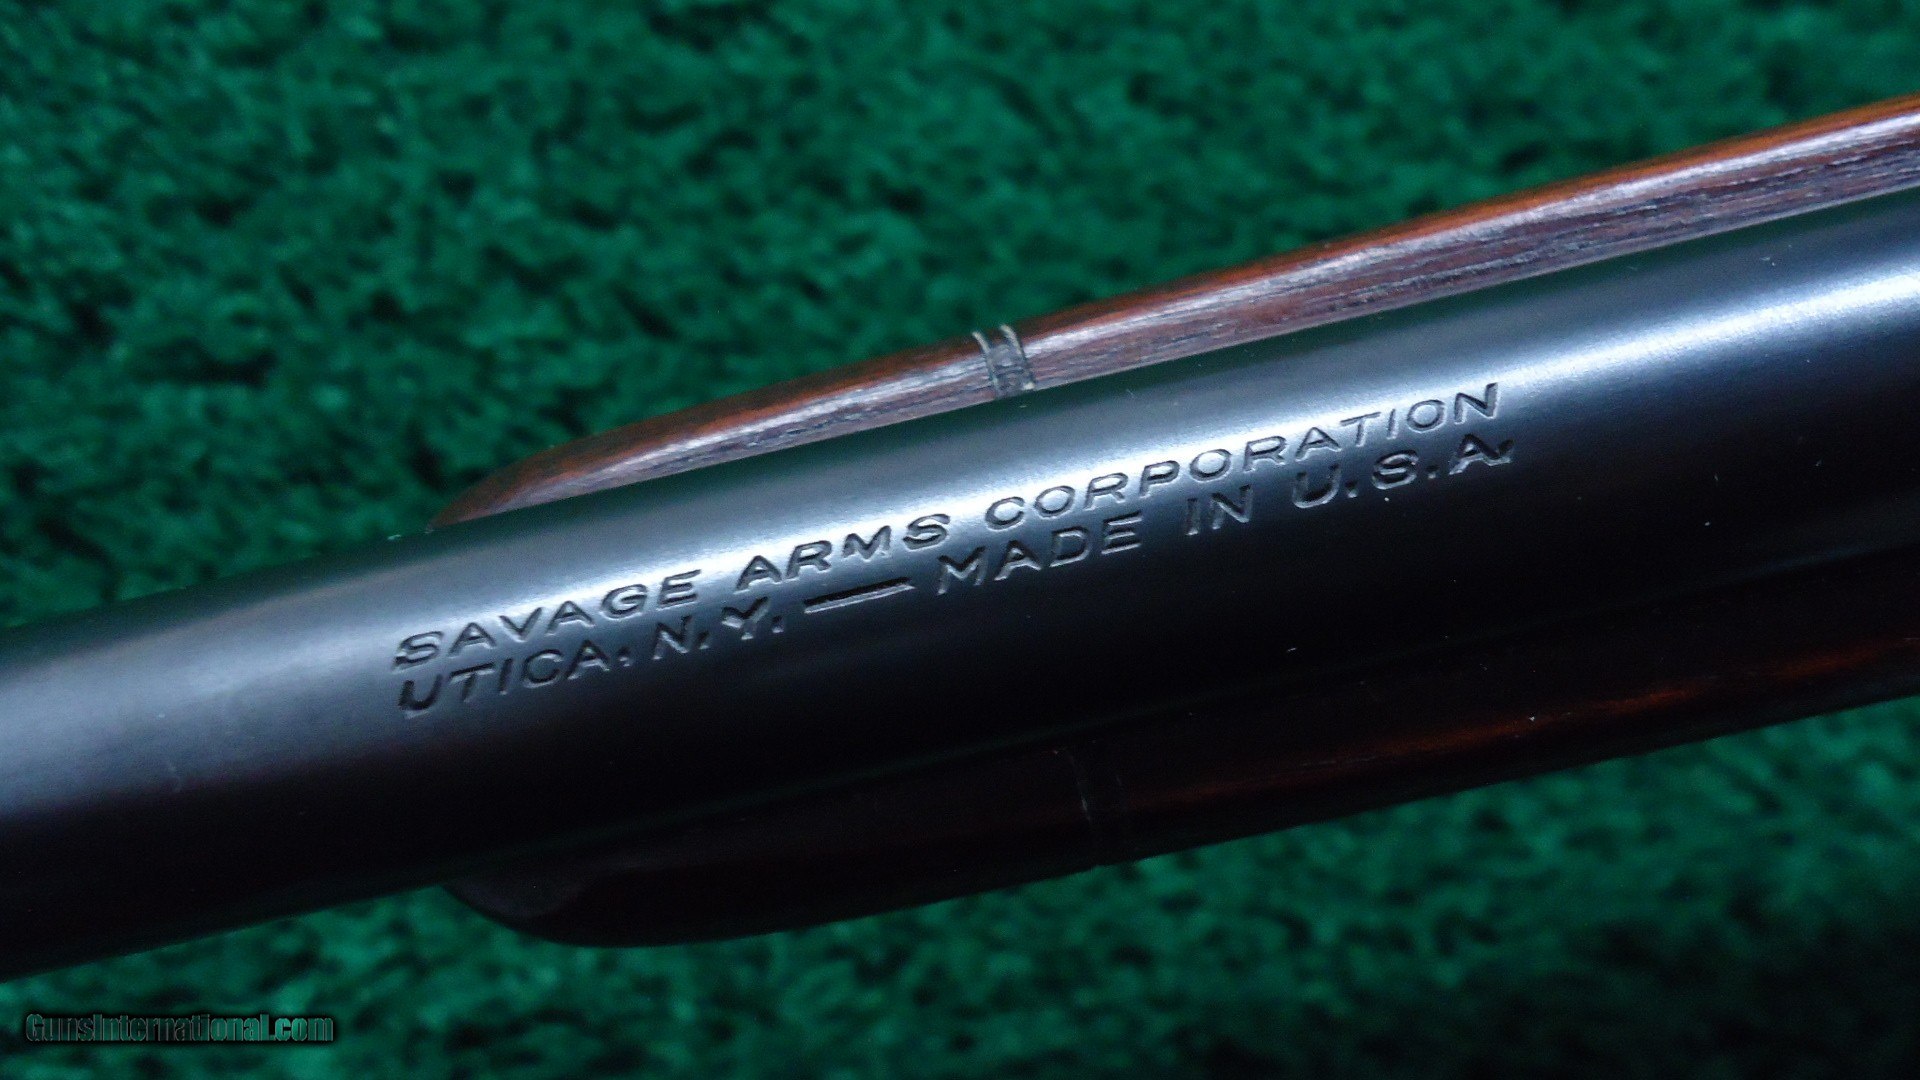 SAVAGE ARMS CORPORATION
UTICA. N.Y. — MADE IN U.S.A.
GunsInternational.com